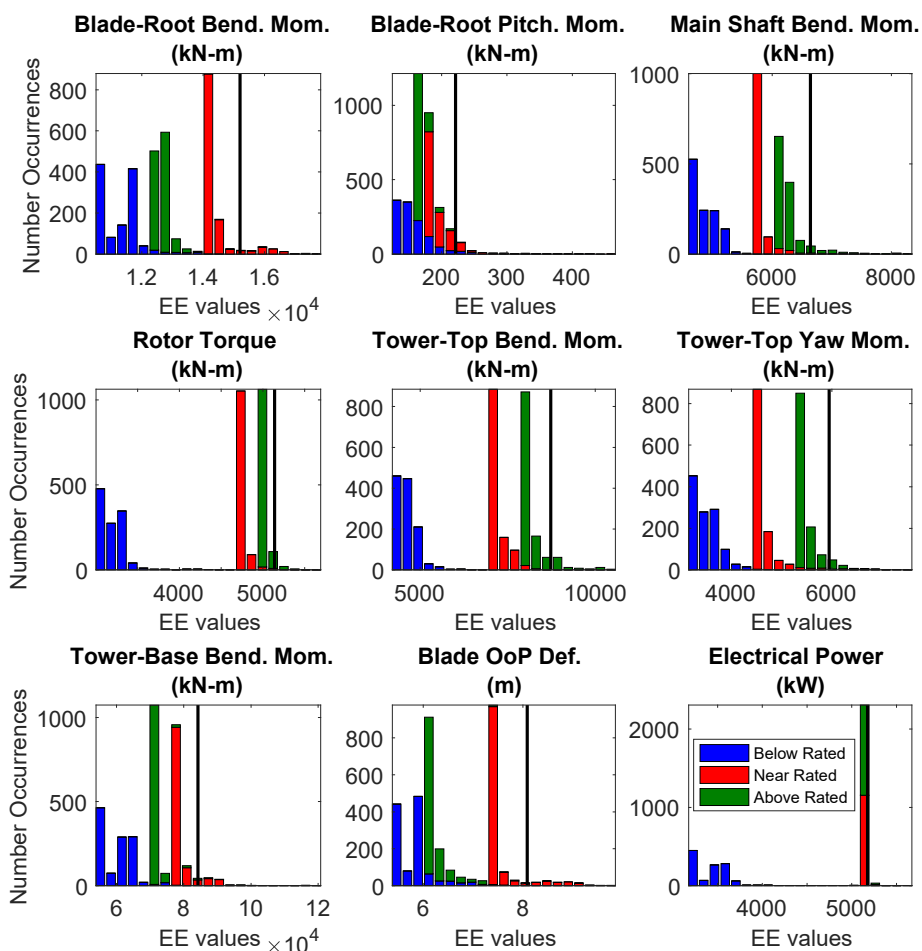 Blade-Root Bend. Mom.
(kN-m)
Blade-Root Pitch. Mom.
(kN-m)
Main Shaft Bend. Mom.
(kN-m)
Number Occurrences
800
600
400
200
0
1.2
1.4
1.6
EE values
×10⁴
1000
500
0
200
300
400
EE values
1000
500
0
6000
8000
EE values
Rotor Torque
(kN-m)
Tower-Top Bend. Mom.
(kN-m)
Tower-Top Yaw Mom.
(kN-m)
Number Occurrences
1000
500
0
4000
5000
EE values
800
600
400
200
0
5000
10000
EE values
800
600
400
200
0
4000
6000
EE values
Tower-Base Bend. Mom.
(kN-m)
Blade OoP Def.
(m)
Electrical Power
(kW)
Number Occurrences
1000
500
0
6
8
10
12
EE values
×10⁴
800
600
400
200
0
6
8
EE values
2000
1000
0
Below Rated
Near Rated
Above Rated
4000
5000
EE values